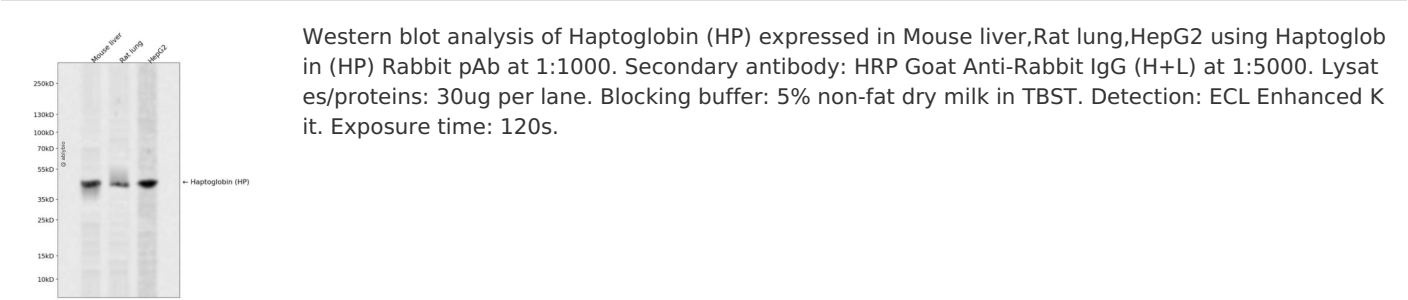 Mouse liver
Rat lung
HepG2
250kD
130kD
100kD
70kD
55kD
35kD
25kD
15kD
10kD
@ abbybio
← Haptoglobin (HP)
Western blot analysis of Haptoglobin (HP) expressed in Mouse liver,Rat lung,HepG2 using Haptoglob
in (HP) Rabbit pAb at 1:1000. Secondary antibody: HRP Goat Anti-Rabbit IgG (H+L) at 1:5000. Lysat
es/proteins: 30ug per lane. Blocking buffer: 5% non-fat dry milk in TBST. Detection: ECL Enhanced K
it. Exposure time: 120s.